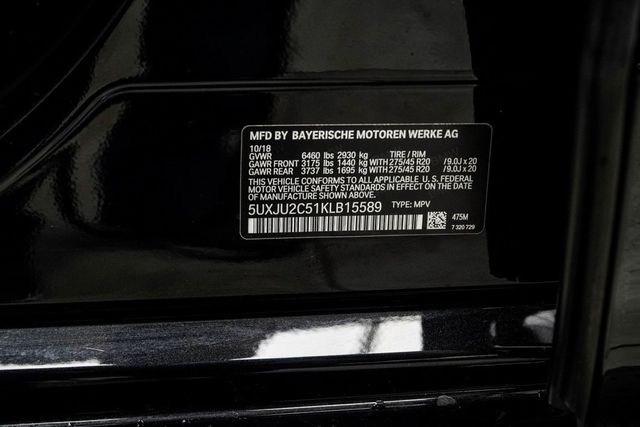 MFD BY BAYERISCHE MOTOREN WERKE AG
10/18
GVWR 6460 lbs 2930 kg TIRE / RIM
GAWR FRONT 3175 lbs 1440 kg WITH 275/45 R20 /9.0J x 20
GAWR REAR 3737 lbs 1695 kg WITH 275/45 R20 /9.0J x 20
THIS VEHICLE CONFORMS TO ALL APPLICABLE U.S. FEDERAL
MOTOR VEHICLE SAFETY STANDARDS IN EFFECT ON THE DATE
OF MANUFACTURE SHOWN ABOVE.
5UXJU2C51KLB15589 TYPE: MPV
475M
7 320 729